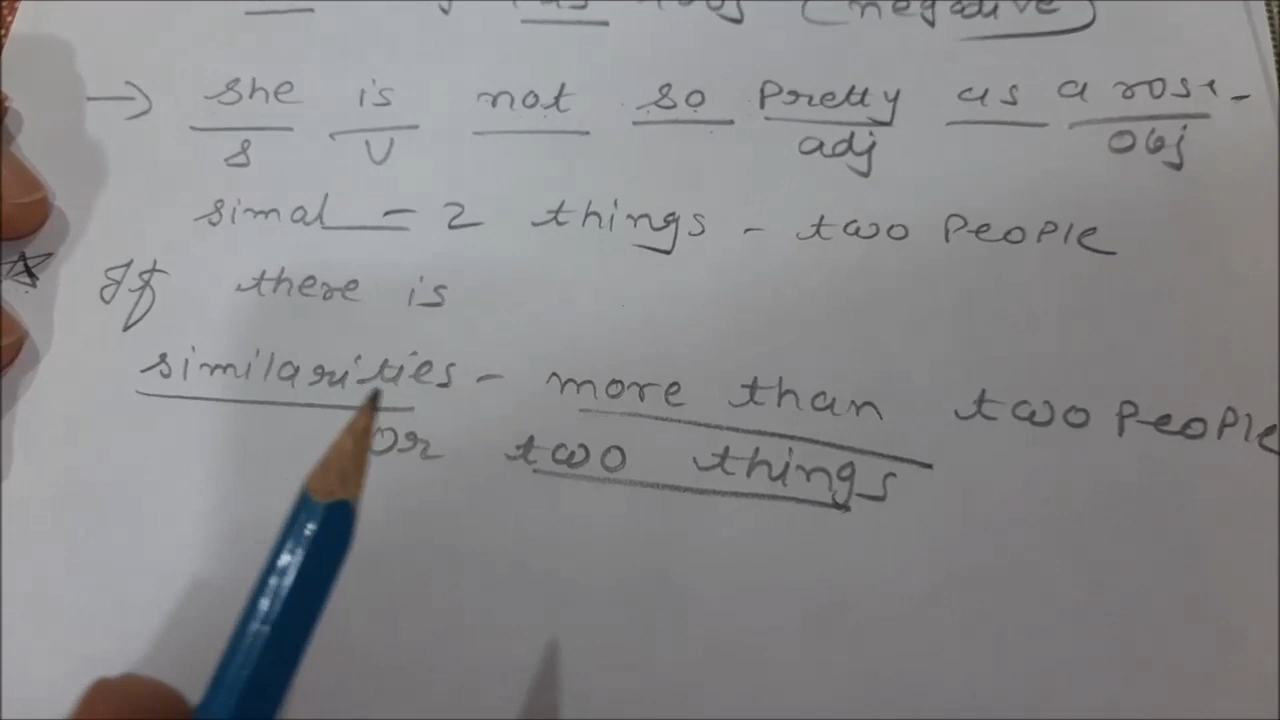 (negative)
→ she is not so Pretty as a rose-
S V adj Obj
simal = 2 things - two People
☆ If there is
similarities - more than two People
or two things